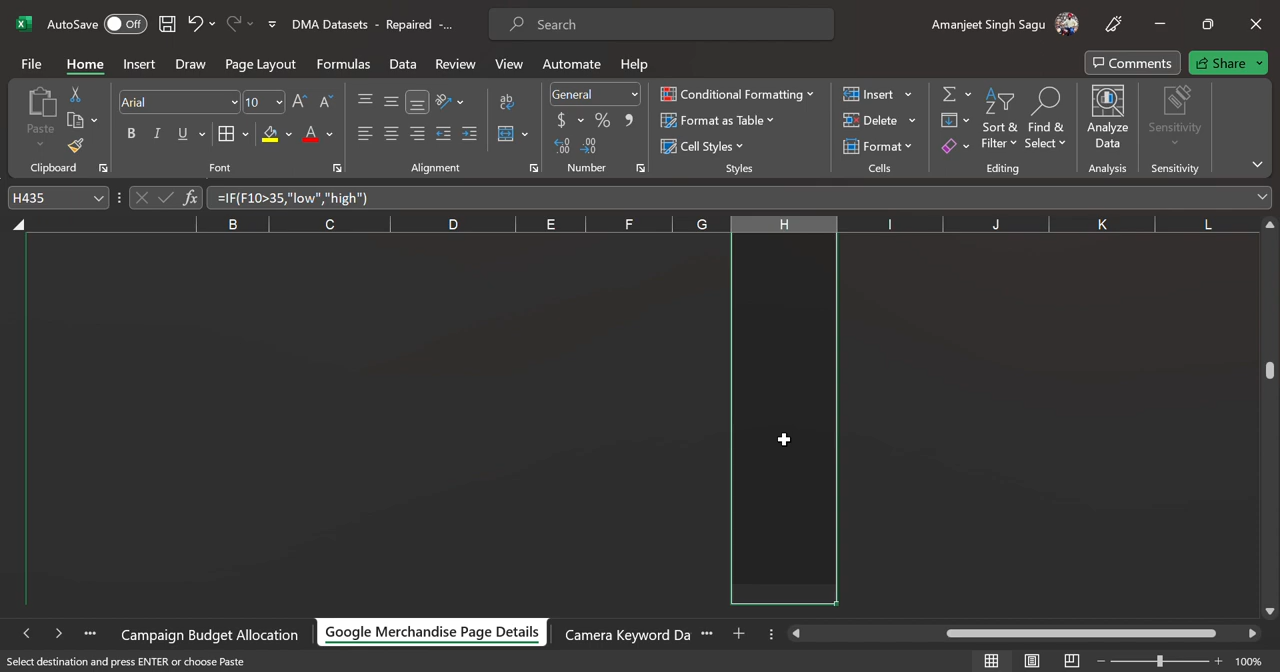 AutoSave Off DMA Datasets - Repaired -... Search Amanjeet Singh Sagu
File Home Insert Draw Page Layout Formulas Data Review View Automate Help Comments Share
Paste
Clipboard
Arial 10
B I U A
Font
ab
Alignment
General
$ % ,
Number
Conditional Formatting
Format as Table
Cell Styles
Styles
Insert
Delete
Format
Cells
Sort & Filter
Find & Select
Editing
Analyze Data
Analysis
Sensitivity
Sensitivity
H435 fx =IF(F10>35,"low","high")
B C D E F G H I J K L
Campaign Budget Allocation Google Merchandise Page Details Camera Keyword Da
Select destination and press ENTER or choose Paste 100%